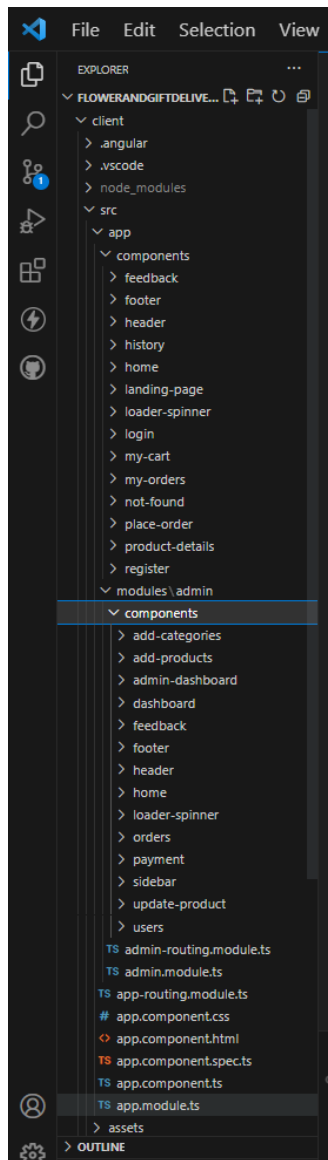 File Edit Selection View
EXPLORER ...
FLOWERANDGIFTDELIVE...
client
.angular
.vscode
node_modules
src
app
components
feedback
footer
header
history
home
landing-page
loader-spinner
login
my-cart
my-orders
not-found
place-order
product-details
register
modules\admin
components
add-categories
add-products
admin-dashboard
dashboard
feedback
footer
header
home
loader-spinner
orders
payment
sidebar
update-product
users
TS admin-routing.module.ts
TS admin.module.ts
TS app-routing.module.ts
# app.component.css
<> app.component.html
TS app.component.spec.ts
TS app.component.ts
TS app.module.ts
assets
OUTLINE
1